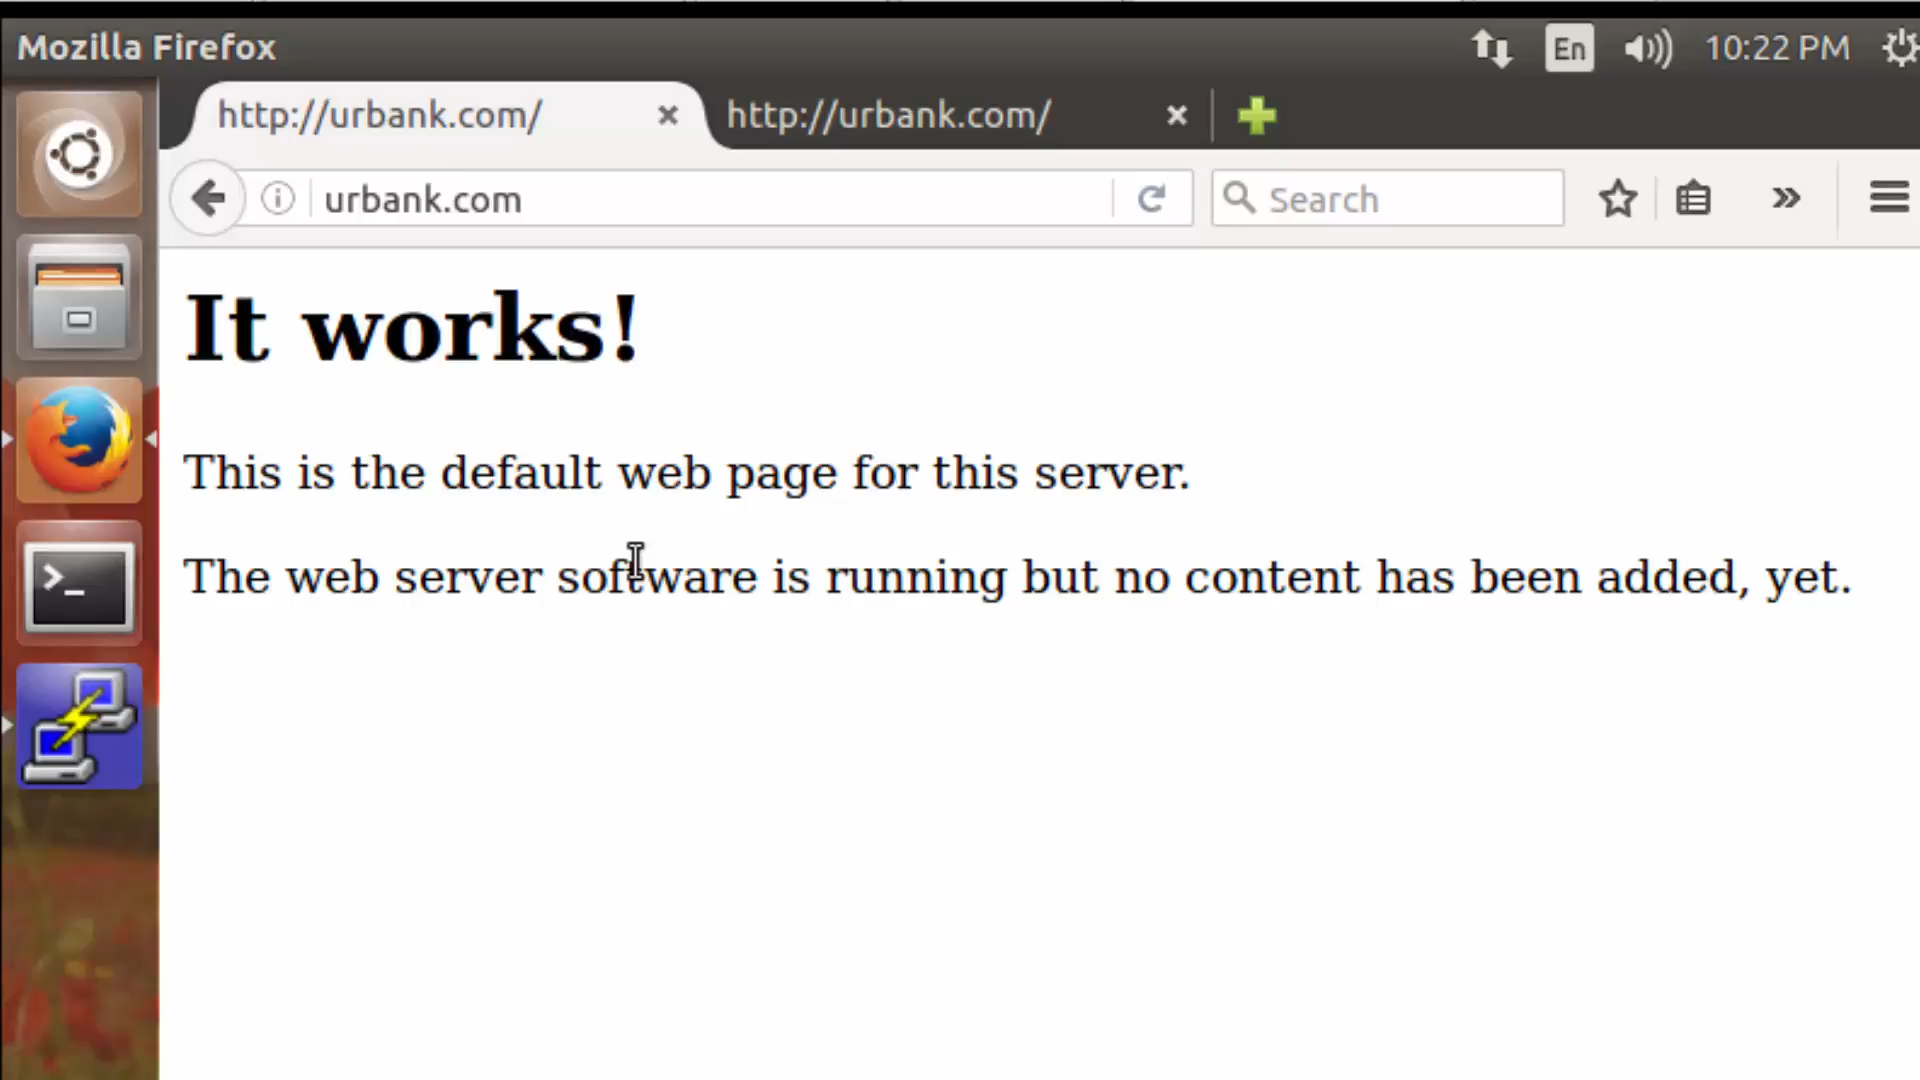 Mozilla Firefox
En
10:22 PM
http://urbank.com/
http://urbank.com/
urbank.com
Search
It works!
This is the default web page for this server.
The web server software is running but no content has been added, yet.